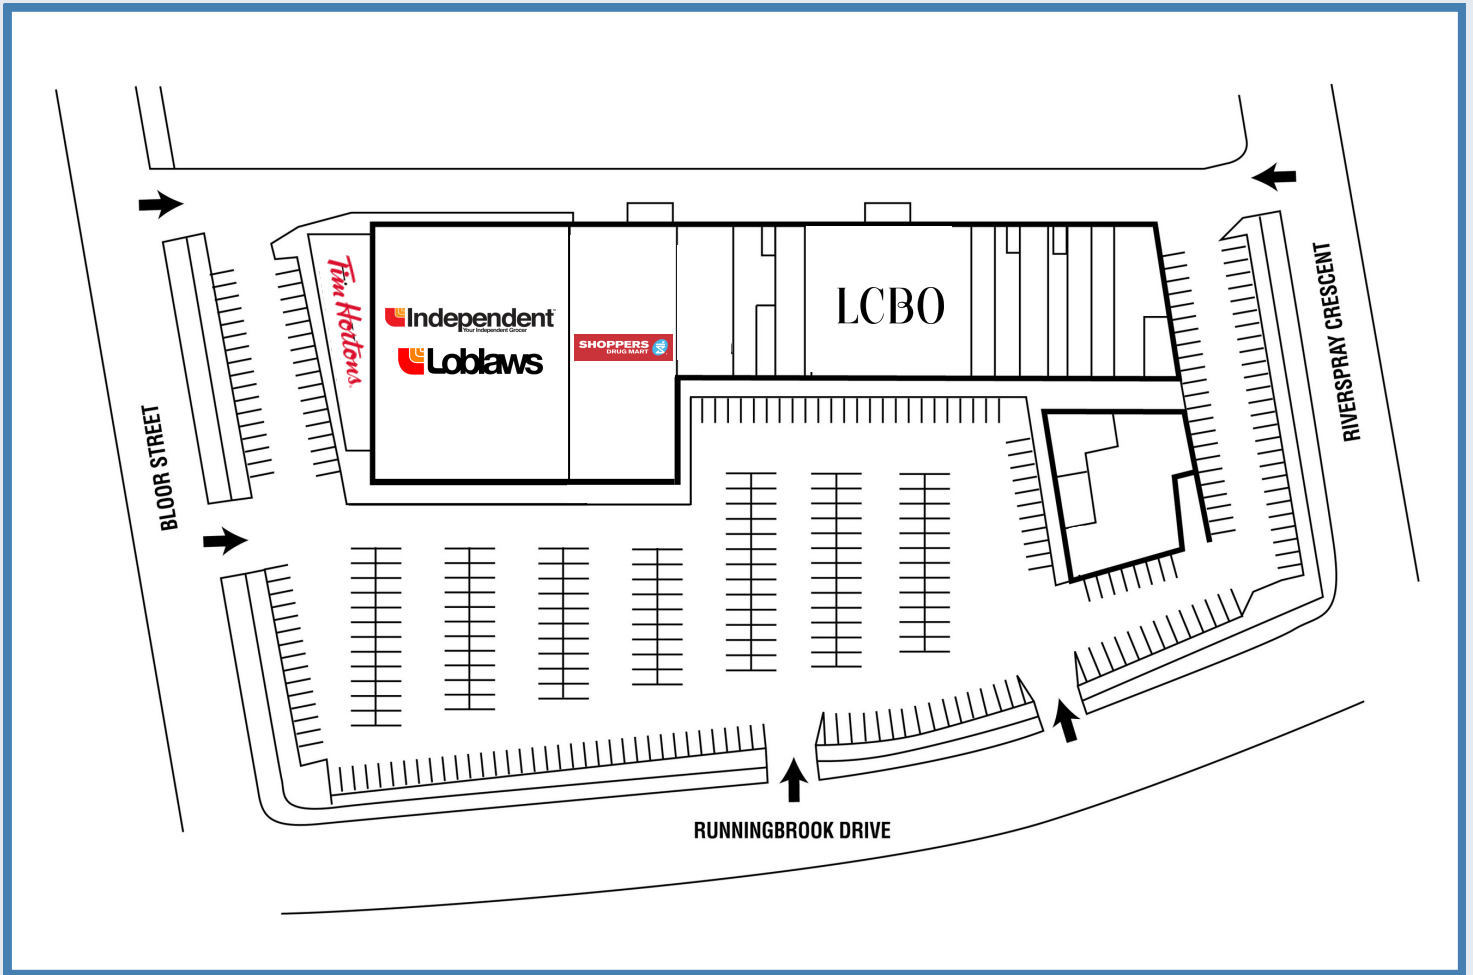 Tim Hortons
Independent
Your Independent Grocer
Loblaws
SHOPPERS
DRUG MART
LCBO
BLOOR STREET
RIVERSPRAY CRESCENT
RUNNINGBROOK DRIVE